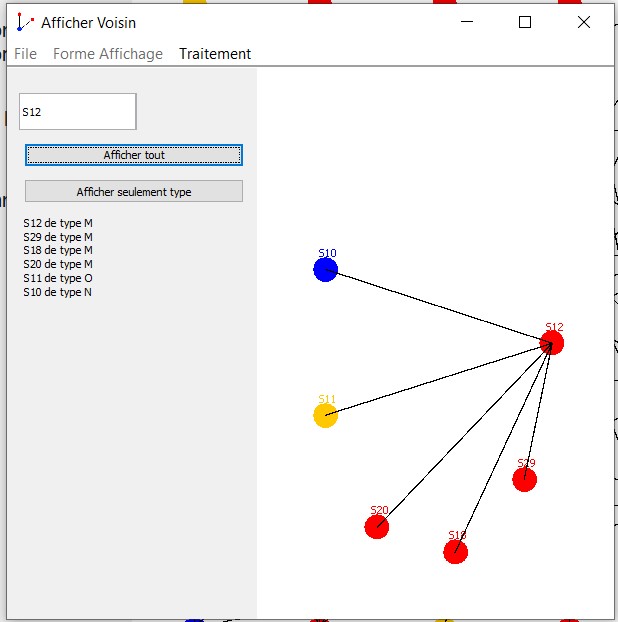 Afficher Voisin
File Forme Affichage Traitement
S12
Afficher tout
Afficher seulement type
S12 de type M
S29 de type M
S18 de type M
S20 de type M
S11 de type O
S10 de type N
S10
S12
S11
S29
S20
S18